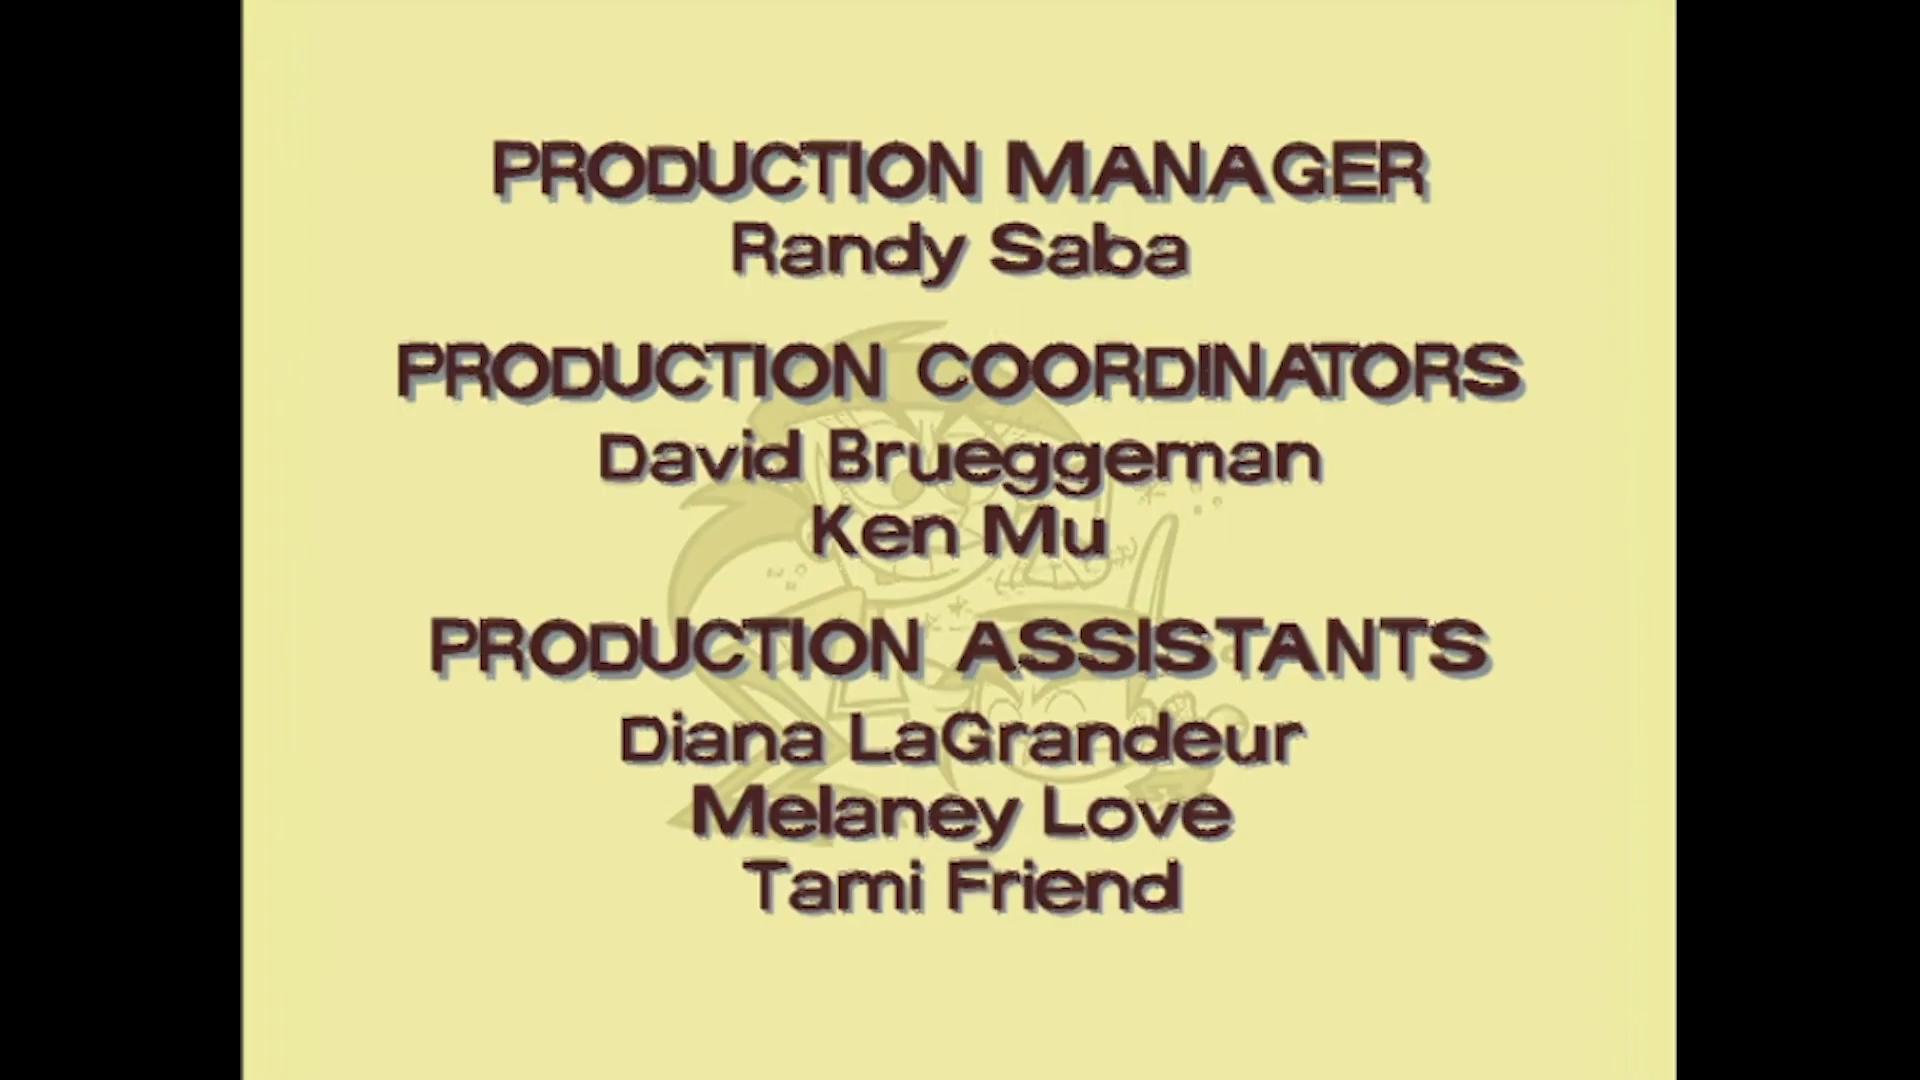 PRODUCTION MANAGER
Randy Saba
PRODUCTION COORDINATORS
David Brueggeman
Ken Mu
PRODUCTION ASSISTANTS
Diana LaGrandeur
Melaney Love
Tami Friend